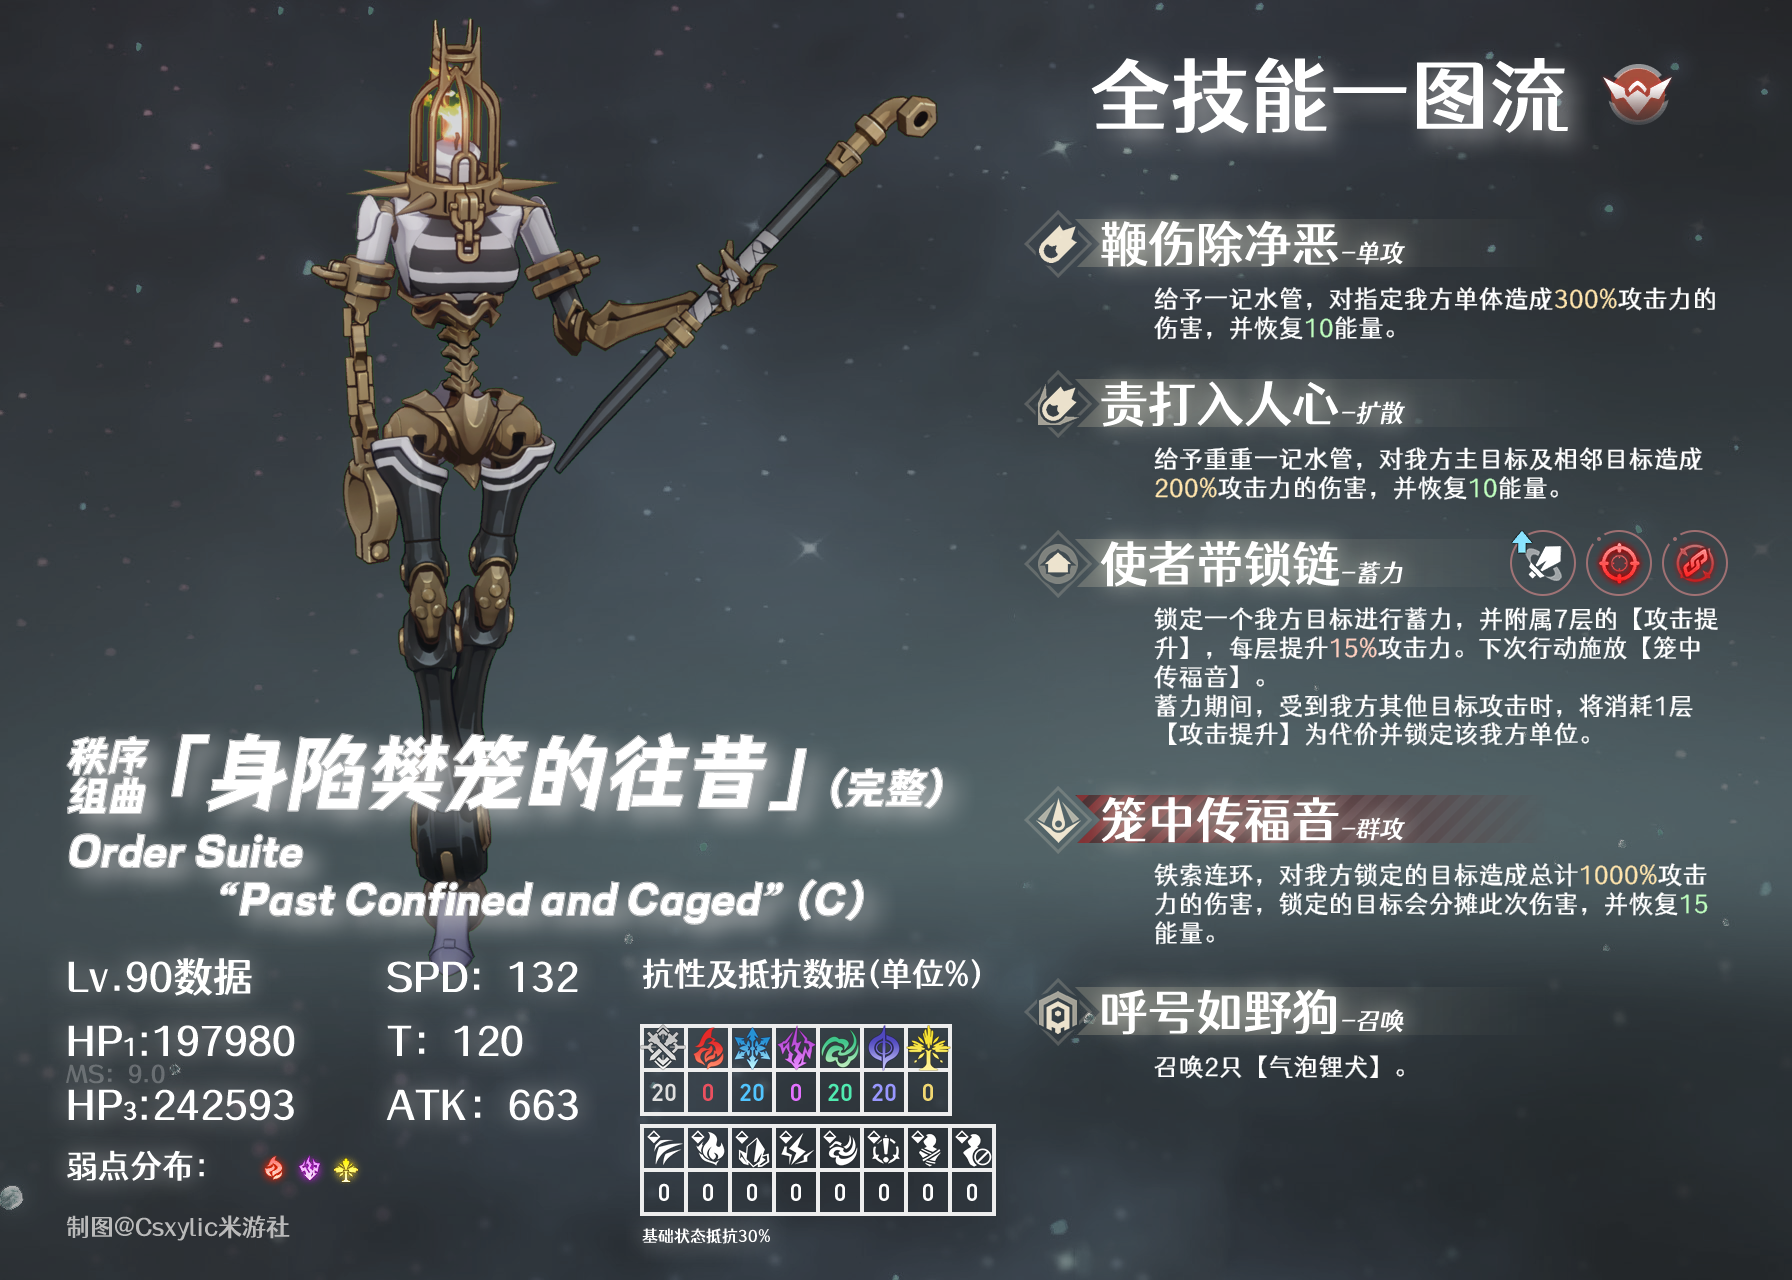 全技能一图流
鞭伤除净恶-单攻
给予一记水管，对指定我方单体造成300%攻击力的
伤害，并恢复10能量。
责打入人心-扩散
给予重重一记水管，对我方主目标及相邻目标造成
200%攻击力的伤害，并恢复10能量。
使者带锁链-蓄力
锁定一个我方目标进行蓄力，并附属7层的【攻击提
升】，每层提升15%攻击力。下次行动施放【笼中
传福音】。
蓄力期间，受到我方其他目标攻击时，将消耗1层
【攻击提升】为代价并锁定该我方单位。
笼中传福音-群攻
铁索连环，对我方锁定的目标造成总计1000%攻击
力的伤害，锁定的目标会分摊此次伤害，并恢复15
能量。
呼号如野狗-召唤
召唤2只【气泡锂犬】。
秩序组曲「身陷樊笼的往昔」(完整)
Order Suite
“Past Confined and Caged” (C)
Lv.90数据
SPD：132
HP1:197980
T：120
MS：9.0
HP3:242593
ATK：663
弱点分布：
制图@Csxylic米游社
抗性及抵抗数据(单位%)
20 0 20 0 20 20 0
0 0 0 0 0 0 0 0
基础状态抵抗30%